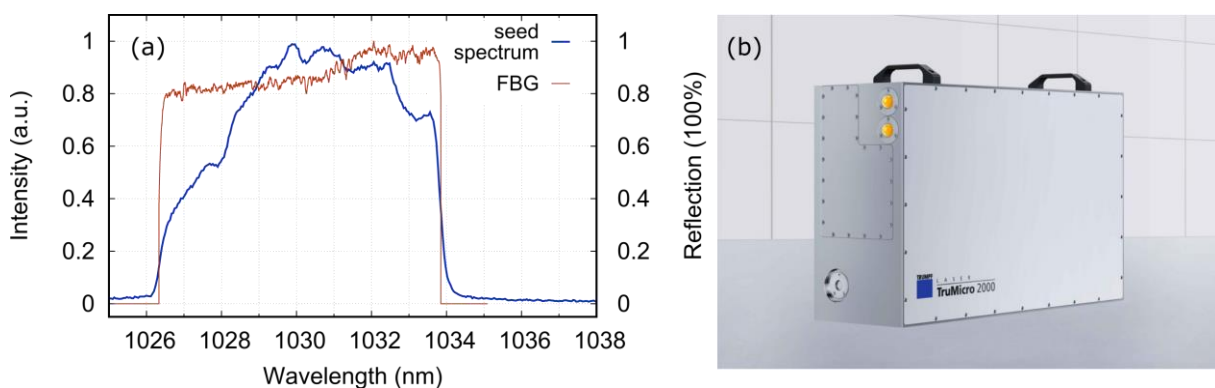 (a)
seed
spectrum
FBG
Intensity (a.u.)
1
0.8
0.6
0.4
0.2
0
1
0.8
0.6
0.4
0.2
0
Reflection (100%)
1026 1028 1030 1032 1034 1036 1038
Wavelength (nm)
(b)
TRUMPF
LASER
TruMicro 2000